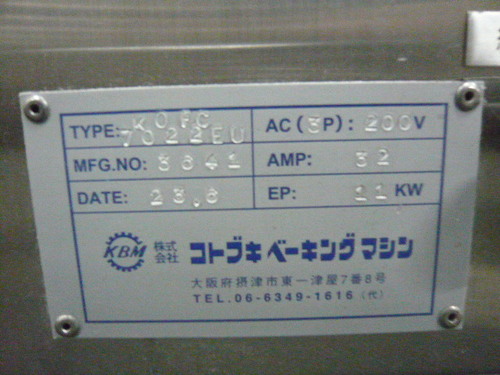 TYPE: KOFC 7022EU AC (3P): 200V
MFG.NO: 3641 AMP: 32
DATE: 23.6 EP: 11 KW
KBM 株式会社 コトブキベーキングマシン
大阪府摂津市東一津屋7番8号
TEL.06-6349-1616 (代)